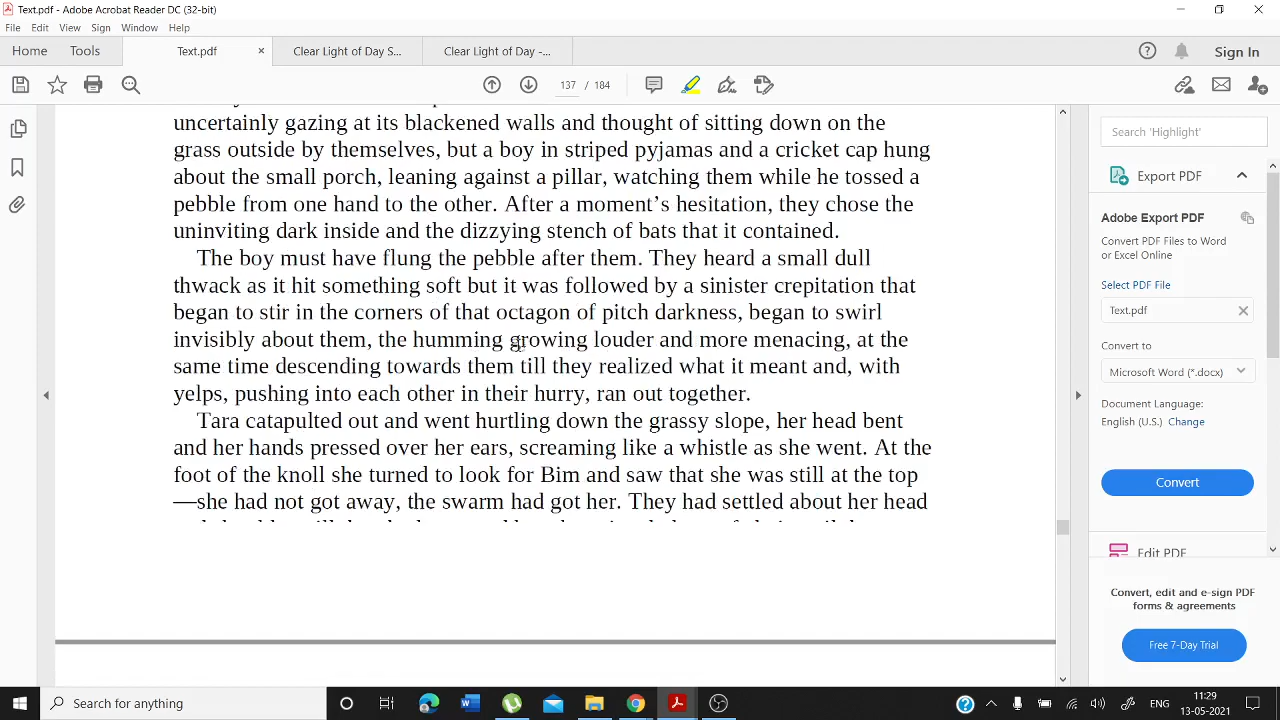 Text.pdf - Adobe Acrobat Reader DC (32-bit)
File Edit View Sign Window Help
Home Tools Text.pdf × Clear Light of Day S... Clear Light of Day -... ? Sign In
137 / 184
uncertainly gazing at its blackened walls and thought of sitting down on the
grass outside by themselves, but a boy in striped pyjamas and a cricket cap hung
about the small porch, leaning against a pillar, watching them while he tossed a
pebble from one hand to the other. After a moment’s hesitation, they chose the
uninviting dark inside and the dizzying stench of bats that it contained.
The boy must have flung the pebble after them. They heard a small dull
thwack as it hit something soft but it was followed by a sinister crepitation that
began to stir in the corners of that octagon of pitch darkness, began to swirl
invisibly about them, the humming growing louder and more menacing, at the
same time descending towards them till they realized what it meant and, with
yelps, pushing into each other in their hurry, ran out together.
Tara catapulted out and went hurtling down the grassy slope, her head bent
and her hands pressed over her ears, screaming like a whistle as she went. At the
foot of the knoll she turned to look for Bim and saw that she was still at the top
—she had not got away, the swarm had got her. They had settled about her head
Search 'Highlight'
Export PDF
Adobe Export PDF
Convert PDF Files to Word
or Excel Online
Select PDF File
Text.pdf
Convert to
Microsoft Word (*.docx)
Document Language:
English (U.S.) Change
Convert
Edit PDF
Convert, edit and e-sign PDF
forms & agreements
Free 7-Day Trial
Search for anything
ENG
11:29
13-05-2021